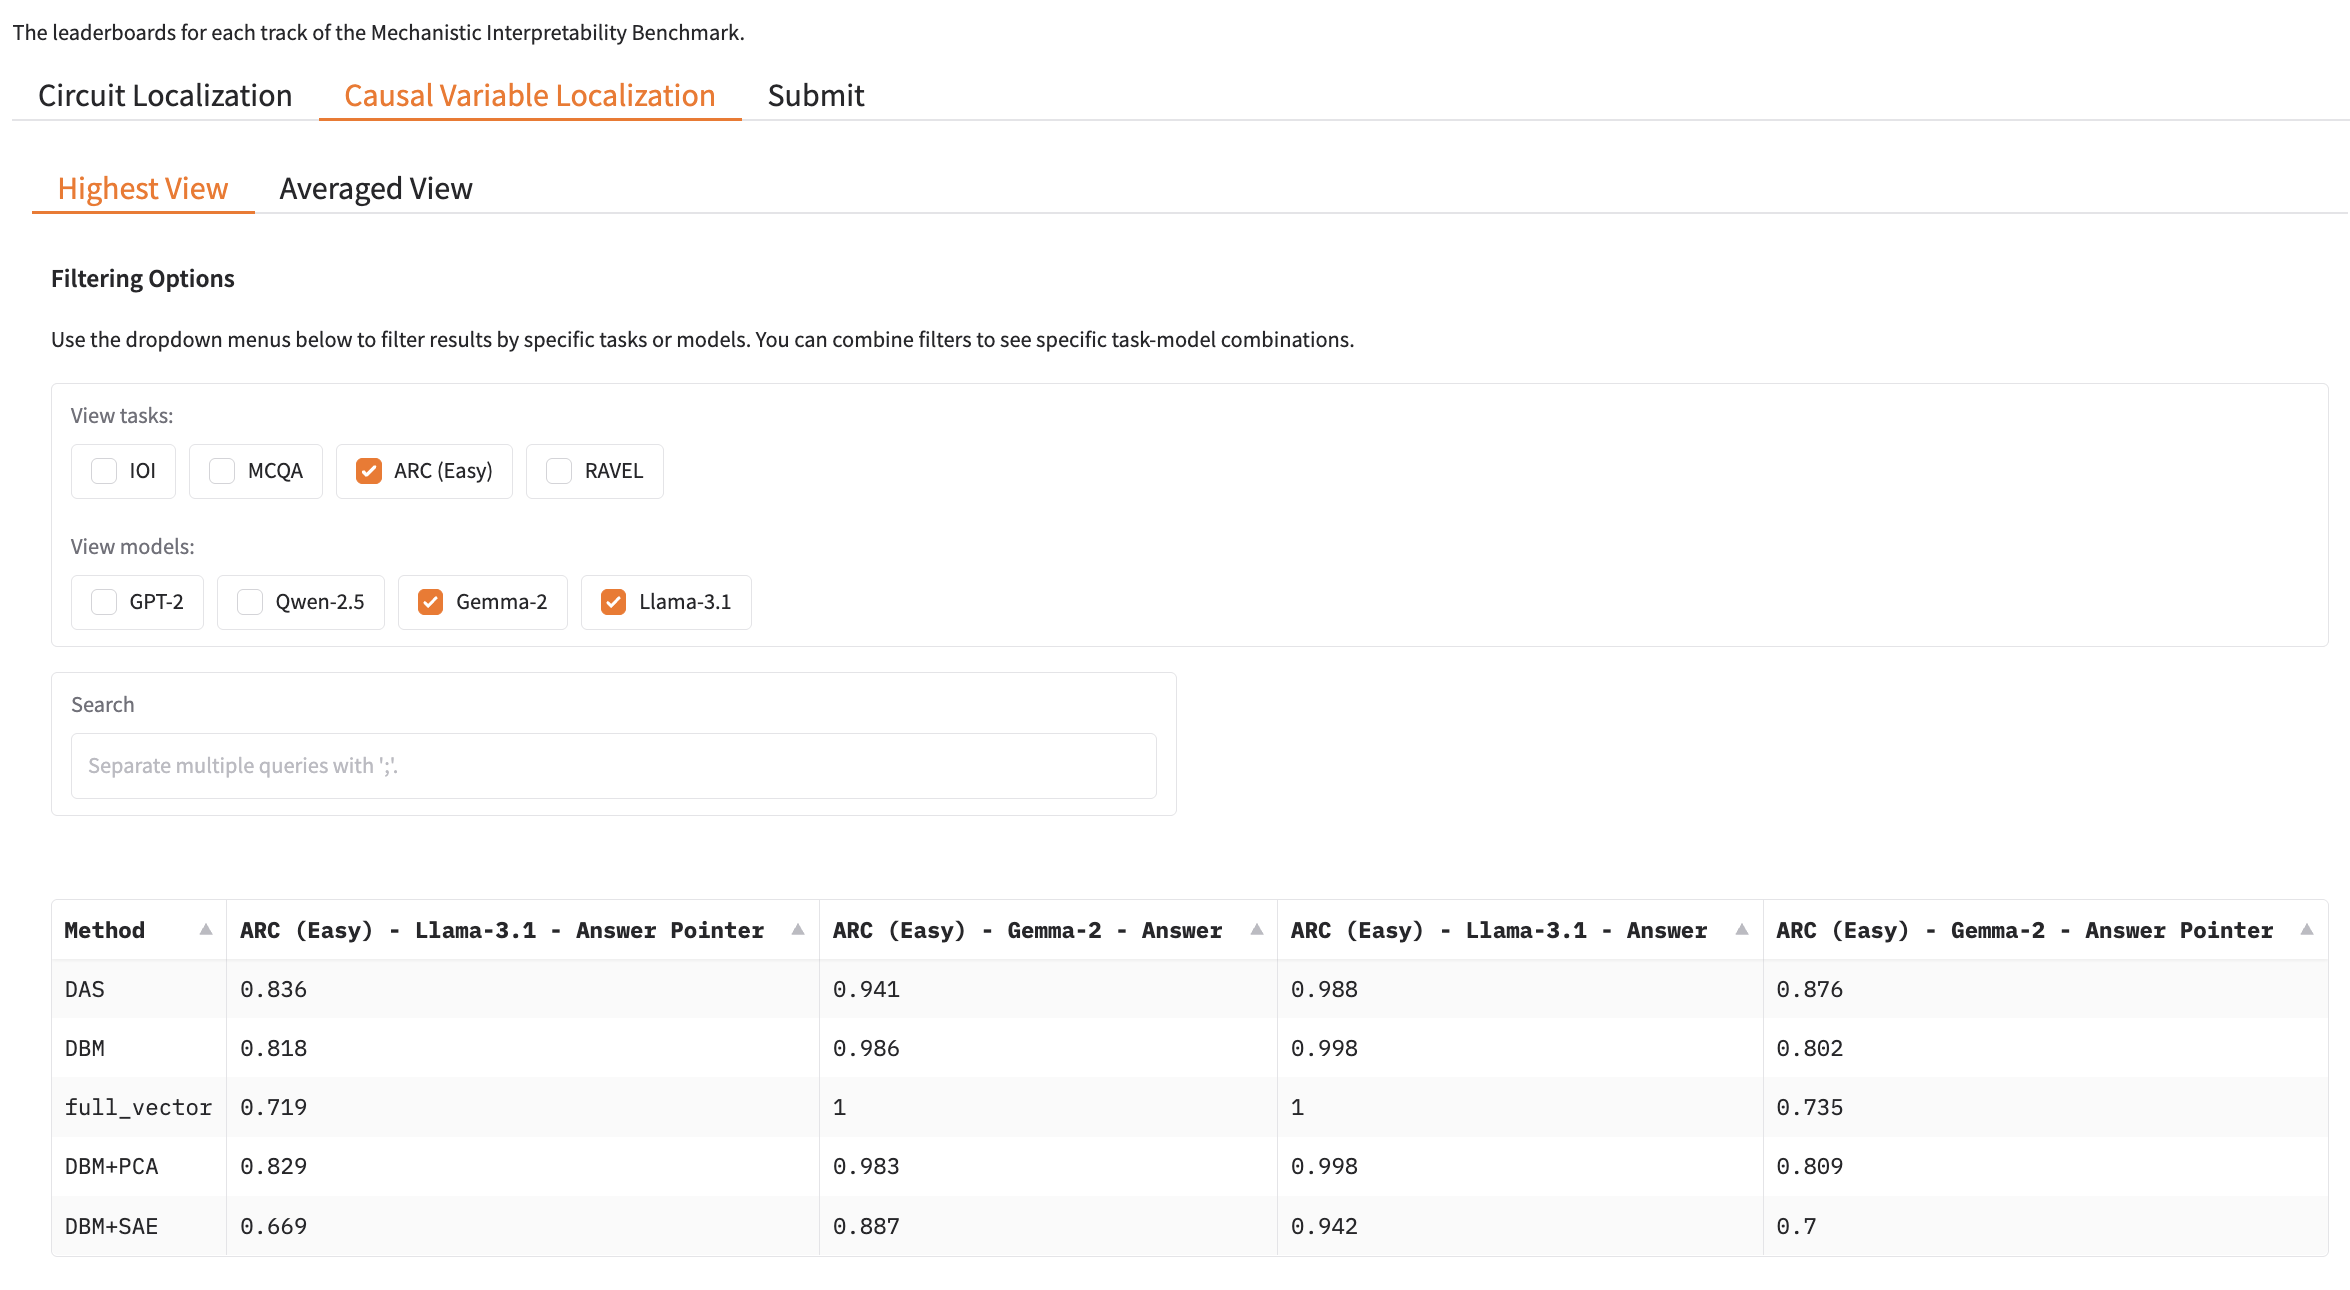 The leaderboards for each track of the Mechanistic Interpretability Benchmark.
Circuit Localization Causal Variable Localization Submit
Highest View Averaged View
Filtering Options
Use the dropdown menus below to filter results by specific tasks or models. You can combine filters to see specific task-model combinations.
View tasks:
IOI MCQA ARC (Easy) RAVEL
View models:
GPT-2 Qwen-2.5 Gemma-2 Llama-3.1
Search
Separate multiple queries with ';'.
Method ARC (Easy) - Llama-3.1 - Answer Pointer ARC (Easy) - Gemma-2 - Answer ARC (Easy) - Llama-3.1 - Answer ARC (Easy) - Gemma-2 - Answer Pointer
DAS 0.836 0.941 0.988 0.876
DBM 0.818 0.986 0.998 0.802
full_vector 0.719 1 1 0.735
DBM+PCA 0.829 0.983 0.998 0.809
DBM+SAE 0.669 0.887 0.942 0.7